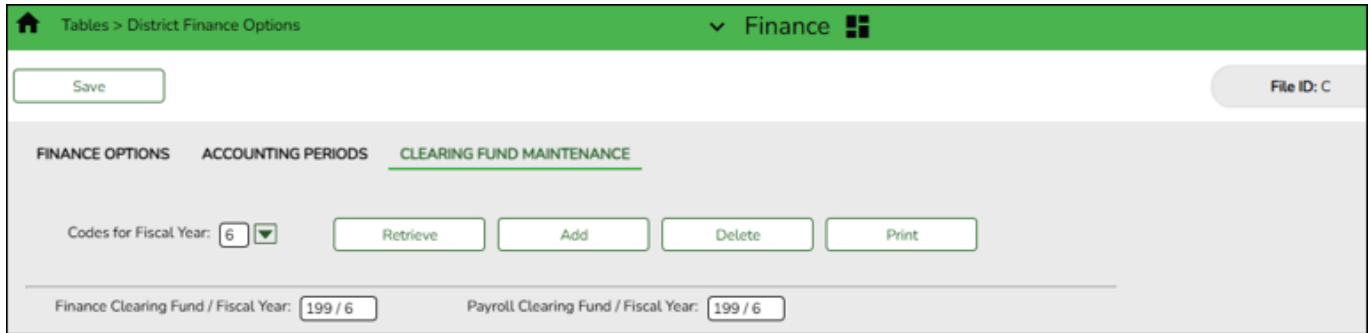 Tables > District Finance Options Finance
Save File ID: C
FINANCE OPTIONS ACCOUNTING PERIODS CLEARING FUND MAINTENANCE
Codes for Fiscal Year: 6 Retrieve Add Delete Print
Finance Clearing Fund / Fiscal Year: 199 / 6 Payroll Clearing Fund / Fiscal Year: 199 / 6